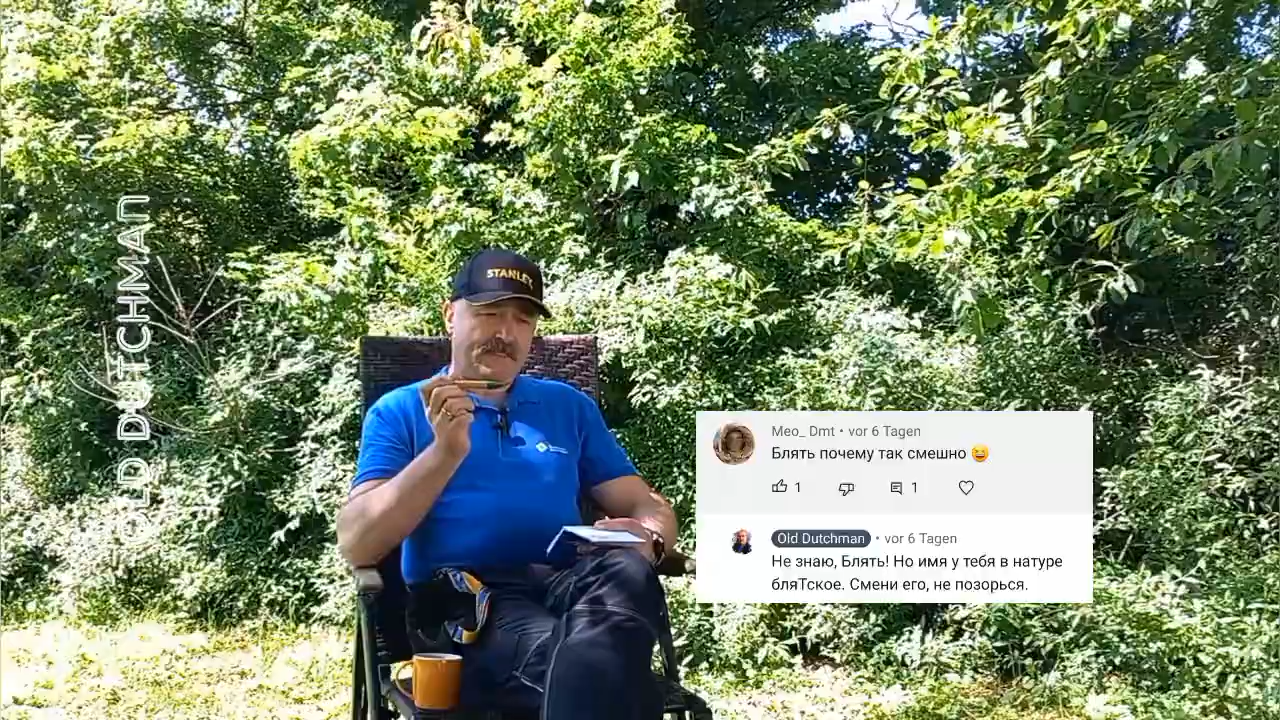 OLD DUTCHMAN
STANLEY
Meo_ Dmt • vor 6 Tagen
Блять почему так смешно 😆
1
1
Old Dutchman • vor 6 Tagen
Не знаю, Блять! Но имя у тебя в натуре
бляТское. Смени его, не позорься.